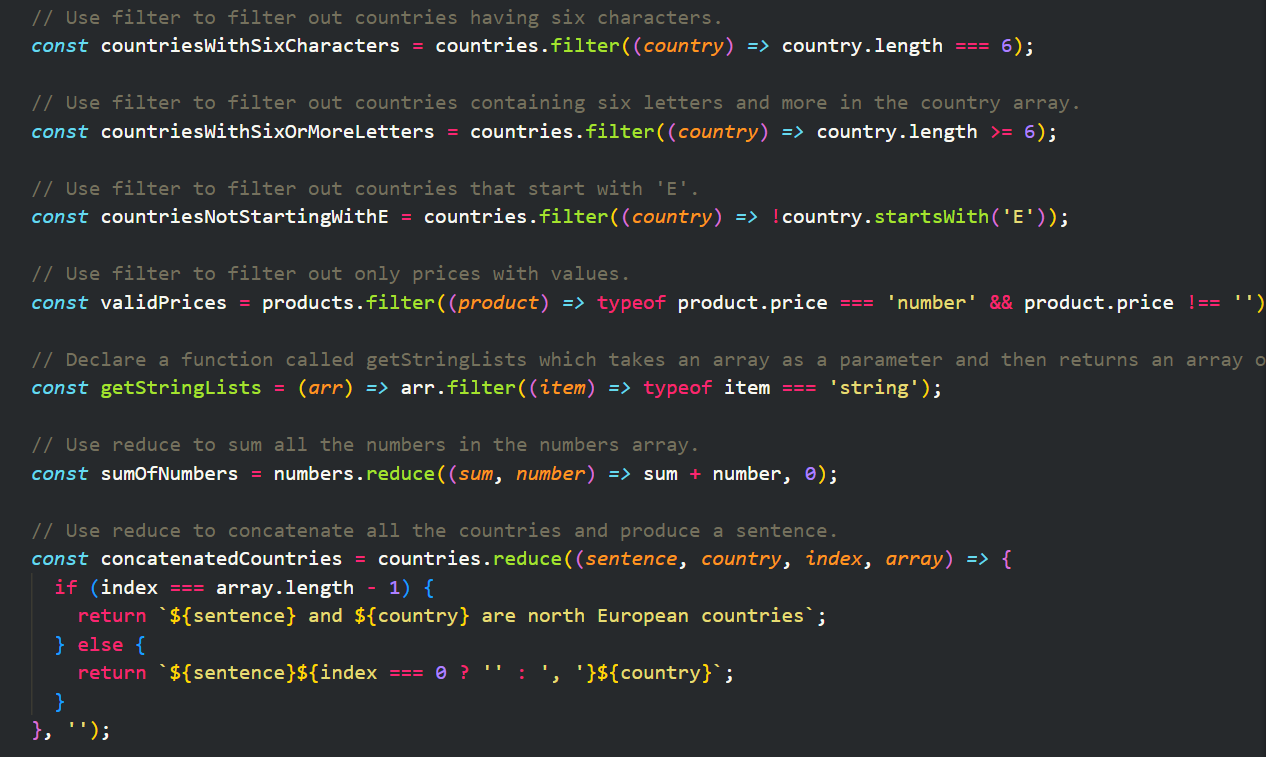 // Use filter to filter out countries having six characters.
const countriesWithSixCharacters = countries.filter((country) => country.length === 6);
// Use filter to filter out countries containing six letters and more in the country array.
const countriesWithSixOrMoreLetters = countries.filter((country) => country.length >= 6);
// Use filter to filter out countries that start with 'E'.
const countriesNotStartingWithE = countries.filter((country) => !country.startsWith('E'));
// Use filter to filter out only prices with values.
const validPrices = products.filter((product) => typeof product.price === 'number' && product.price !== '')
// Declare a function called getStringLists which takes an array as a parameter and then returns an array o
const getStringLists = (arr) => arr.filter((item) => typeof item === 'string');
// Use reduce to sum all the numbers in the numbers array.
const sumOfNumbers = numbers.reduce((sum, number) => sum + number, 0);
// Use reduce to concatenate all the countries and produce a sentence.
const concatenatedCountries = countries.reduce((sentence, country, index, array) => {
  if (index === array.length - 1) {
    return `${sentence} and ${country} are north European countries`;
  } else {
    return `${sentence}${index === 0 ? '' : ', '}${country}`;
  }
}, '');